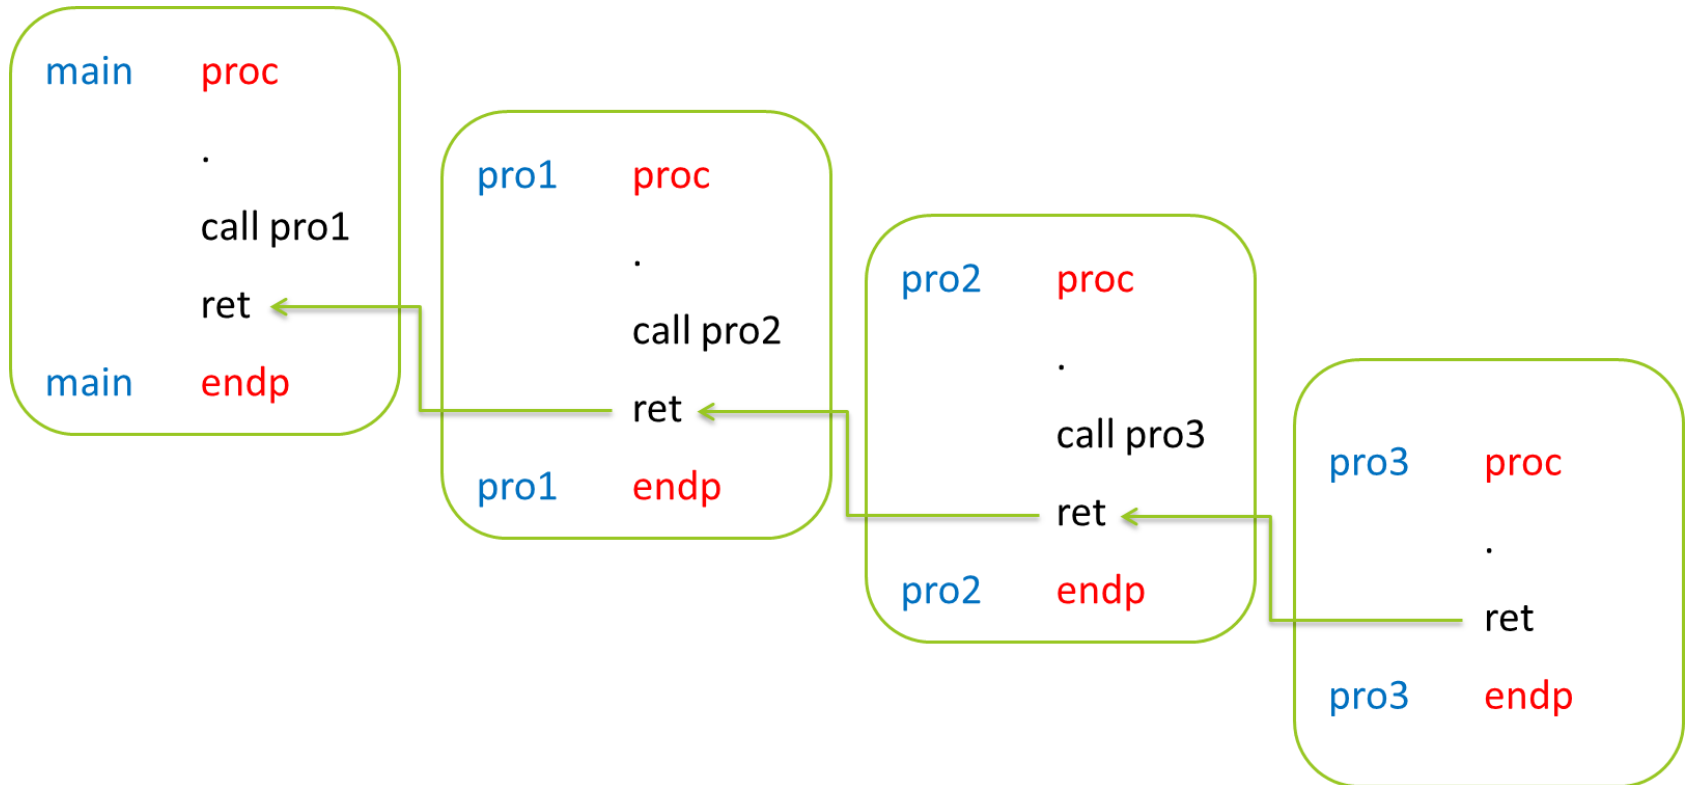 main proc
.
call pro1
ret
main endp
pro1 proc
.
call pro2
ret
pro1 endp
pro2 proc
.
call pro3
ret
pro2 endp
pro3 proc
.
ret
pro3 endp